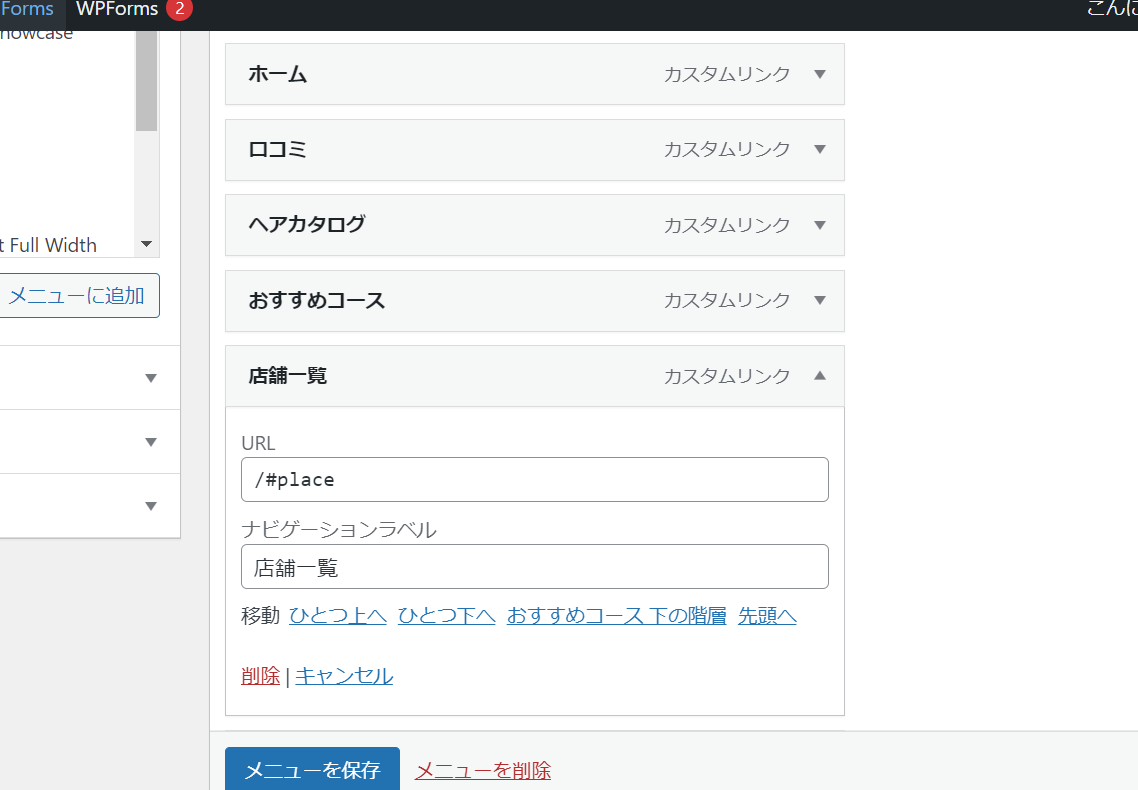 Forms WPForms 2 こんに
howcase
t Full Width
メニューに追加
ホーム カスタムリンク
口コミ カスタムリンク
ヘアカタログ カスタムリンク
おすすめコース カスタムリンク
店舗一覧 カスタムリンク
URL
/#place
ナビゲーションラベル
店舗一覧
移動 ひとつ上へ ひとつ下へ おすすめコース 下の階層 先頭へ
削除 | キャンセル
メニューを保存 メニューを削除